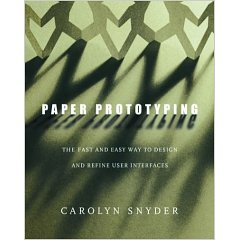 PAPER PROTOTYPING
THE FAST AND EASY WAY TO DESIGN
AND REFINE USER INTERFACES
CAROLYN SNYDER